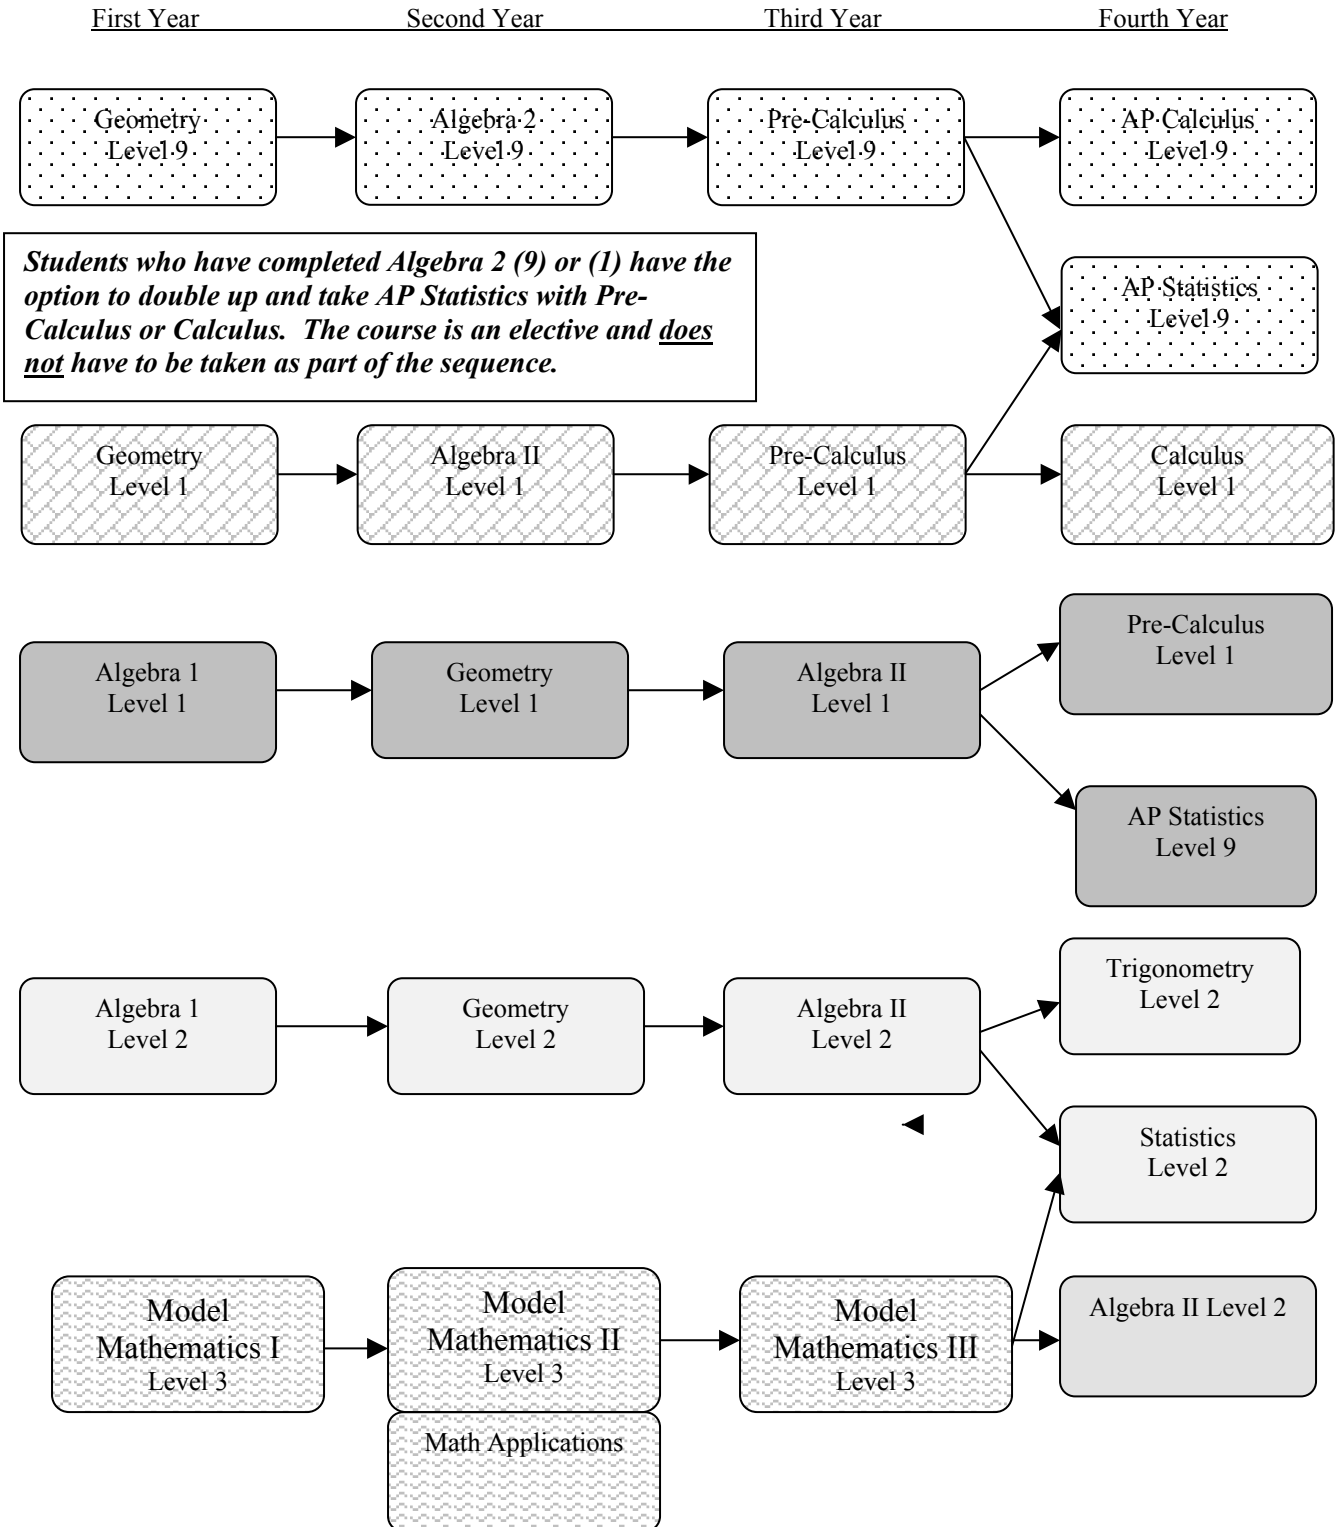 First Year Second Year Third Year Fourth Year
Geometry
Level 9
Algebra 2
Level 9
Pre-Calculus
Level 9
AP Calculus
Level 9
Students who have completed Algebra 2 (9) or (1) have the
option to double up and take AP Statistics with Pre-
Calculus or Calculus. The course is an elective and does
not have to be taken as part of the sequence.
AP Statistics
Level 9
Geometry
Level 1
Algebra II
Level 1
Pre-Calculus
Level 1
Calculus
Level 1
Algebra 1
Level 1
Geometry
Level 1
Algebra II
Level 1
Pre-Calculus
Level 1
AP Statistics
Level 9
Algebra 1
Level 2
Geometry
Level 2
Algebra II
Level 2
Trigonometry
Level 2
Statistics
Level 2
Model
Mathematics I
Level 3
Model
Mathematics II
Level 3
Model
Mathematics III
Level 3
Algebra II Level 2
Math Applications